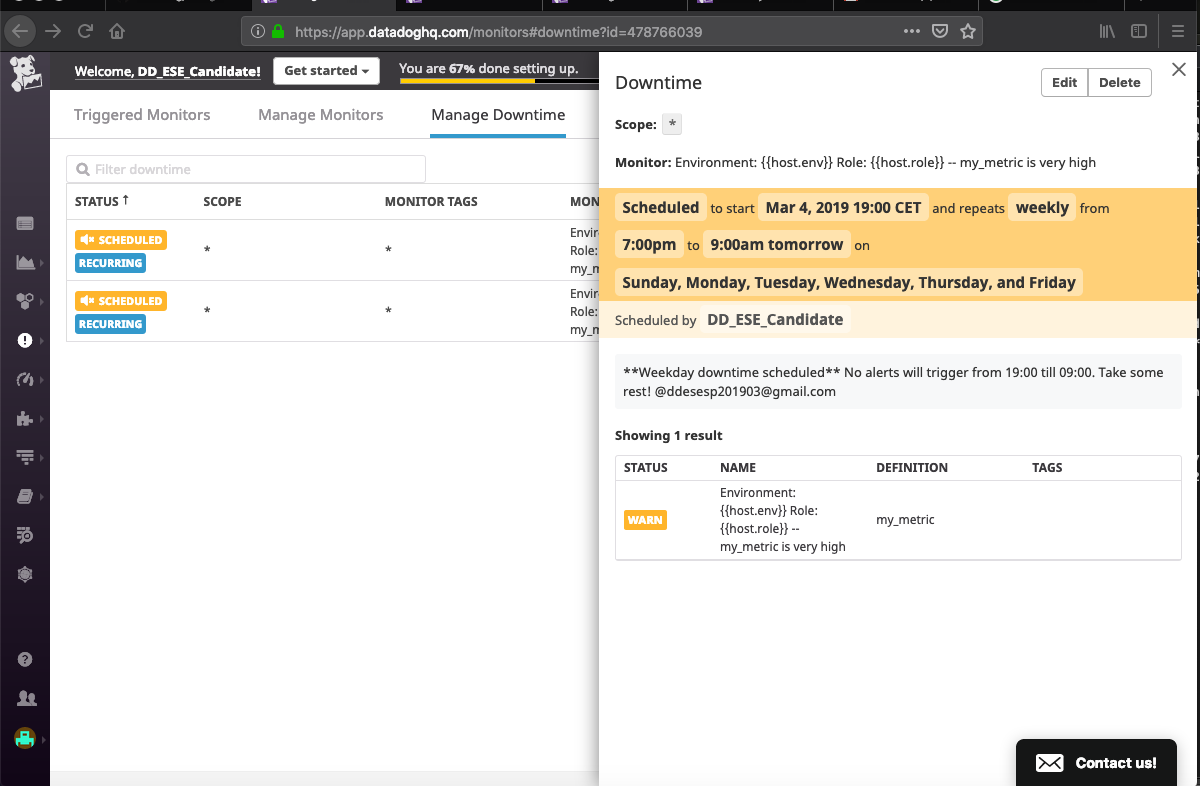 https://app.datadoghq.com/monitors#downtime?id=478766039
Welcome, DD_ESE_Candidate!
Get started
You are 67% done setting up.
Triggered Monitors
Manage Monitors
Manage Downtime
Filter downtime
STATUS ↑ SCOPE MONITOR TAGS MON
SCHEDULED
RECURRING
*
*
Envir
Role:
my_m
SCHEDULED
RECURRING
*
*
Envir
Role:
my_m
Downtime
Edit
Delete
Scope: *
Monitor: Environment: {{host.env}} Role: {{host.role}} -- my_metric is very high
Scheduled to start Mar 4, 2019 19:00 CET and repeats weekly from
7:00pm to 9:00am tomorrow on
Sunday, Monday, Tuesday, Wednesday, Thursday, and Friday
Scheduled by DD_ESE_Candidate
**Weekday downtime scheduled** No alerts will trigger from 19:00 till 09:00. Take some
rest! @ddesesp201903@gmail.com
Showing 1 result
STATUS NAME DEFINITION TAGS
WARN
Environment:
{{host.env}} Role:
{{host.role}} --
my_metric is very high
my_metric
Contact us!